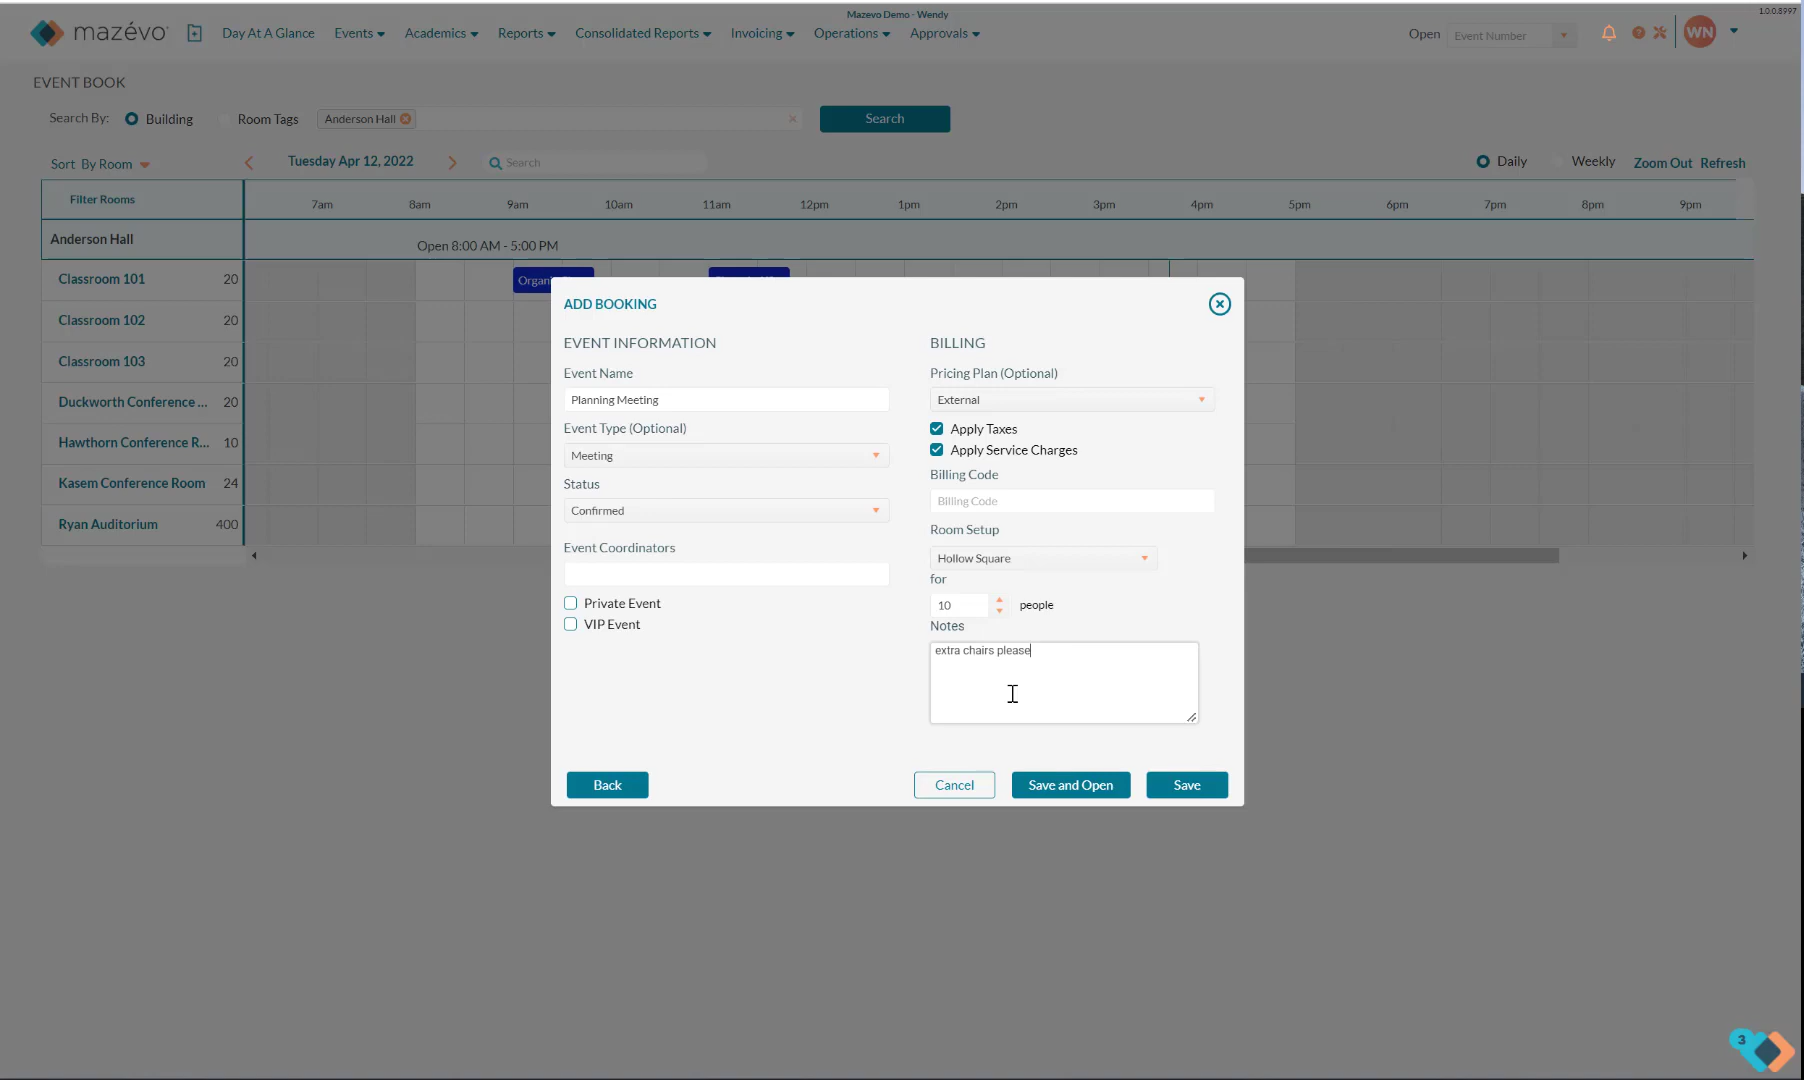 Mazevo Demo - Wendy
1.0.0.8997
mazévo
Day At A Glance
Events
Academics
Reports
Consolidated Reports
Invoicing
Operations
Approvals
Open
Event Number
?
WN
EVENT BOOK
Search By:
Building
Room Tags
Anderson Hall
Search
Sort By Room
Tuesday Apr 12, 2022
Search
Daily
Weekly
Zoom Out
Refresh
Filter Rooms
7am
8am
9am
10am
11am
12pm
1pm
2pm
3pm
4pm
5pm
6pm
7pm
8pm
9pm
Anderson Hall
Open 8:00 AM - 5:00 PM
Classroom 101 20
Classroom 102 20
Classroom 103 20
Duckworth Conference ... 20
Hawthorn Conference R... 10
Kasem Conference Room 24
Ryan Auditorium 400
ADD BOOKING
EVENT INFORMATION
Event Name
Planning Meeting
Event Type (Optional)
Meeting
Status
Confirmed
Event Coordinators
Private Event
VIP Event
BILLING
Pricing Plan (Optional)
External
Apply Taxes
Apply Service Charges
Billing Code
Billing Code
Room Setup
Hollow Square
for
10
people
Notes
extra chairs please
Back
Cancel
Save and Open
Save
3